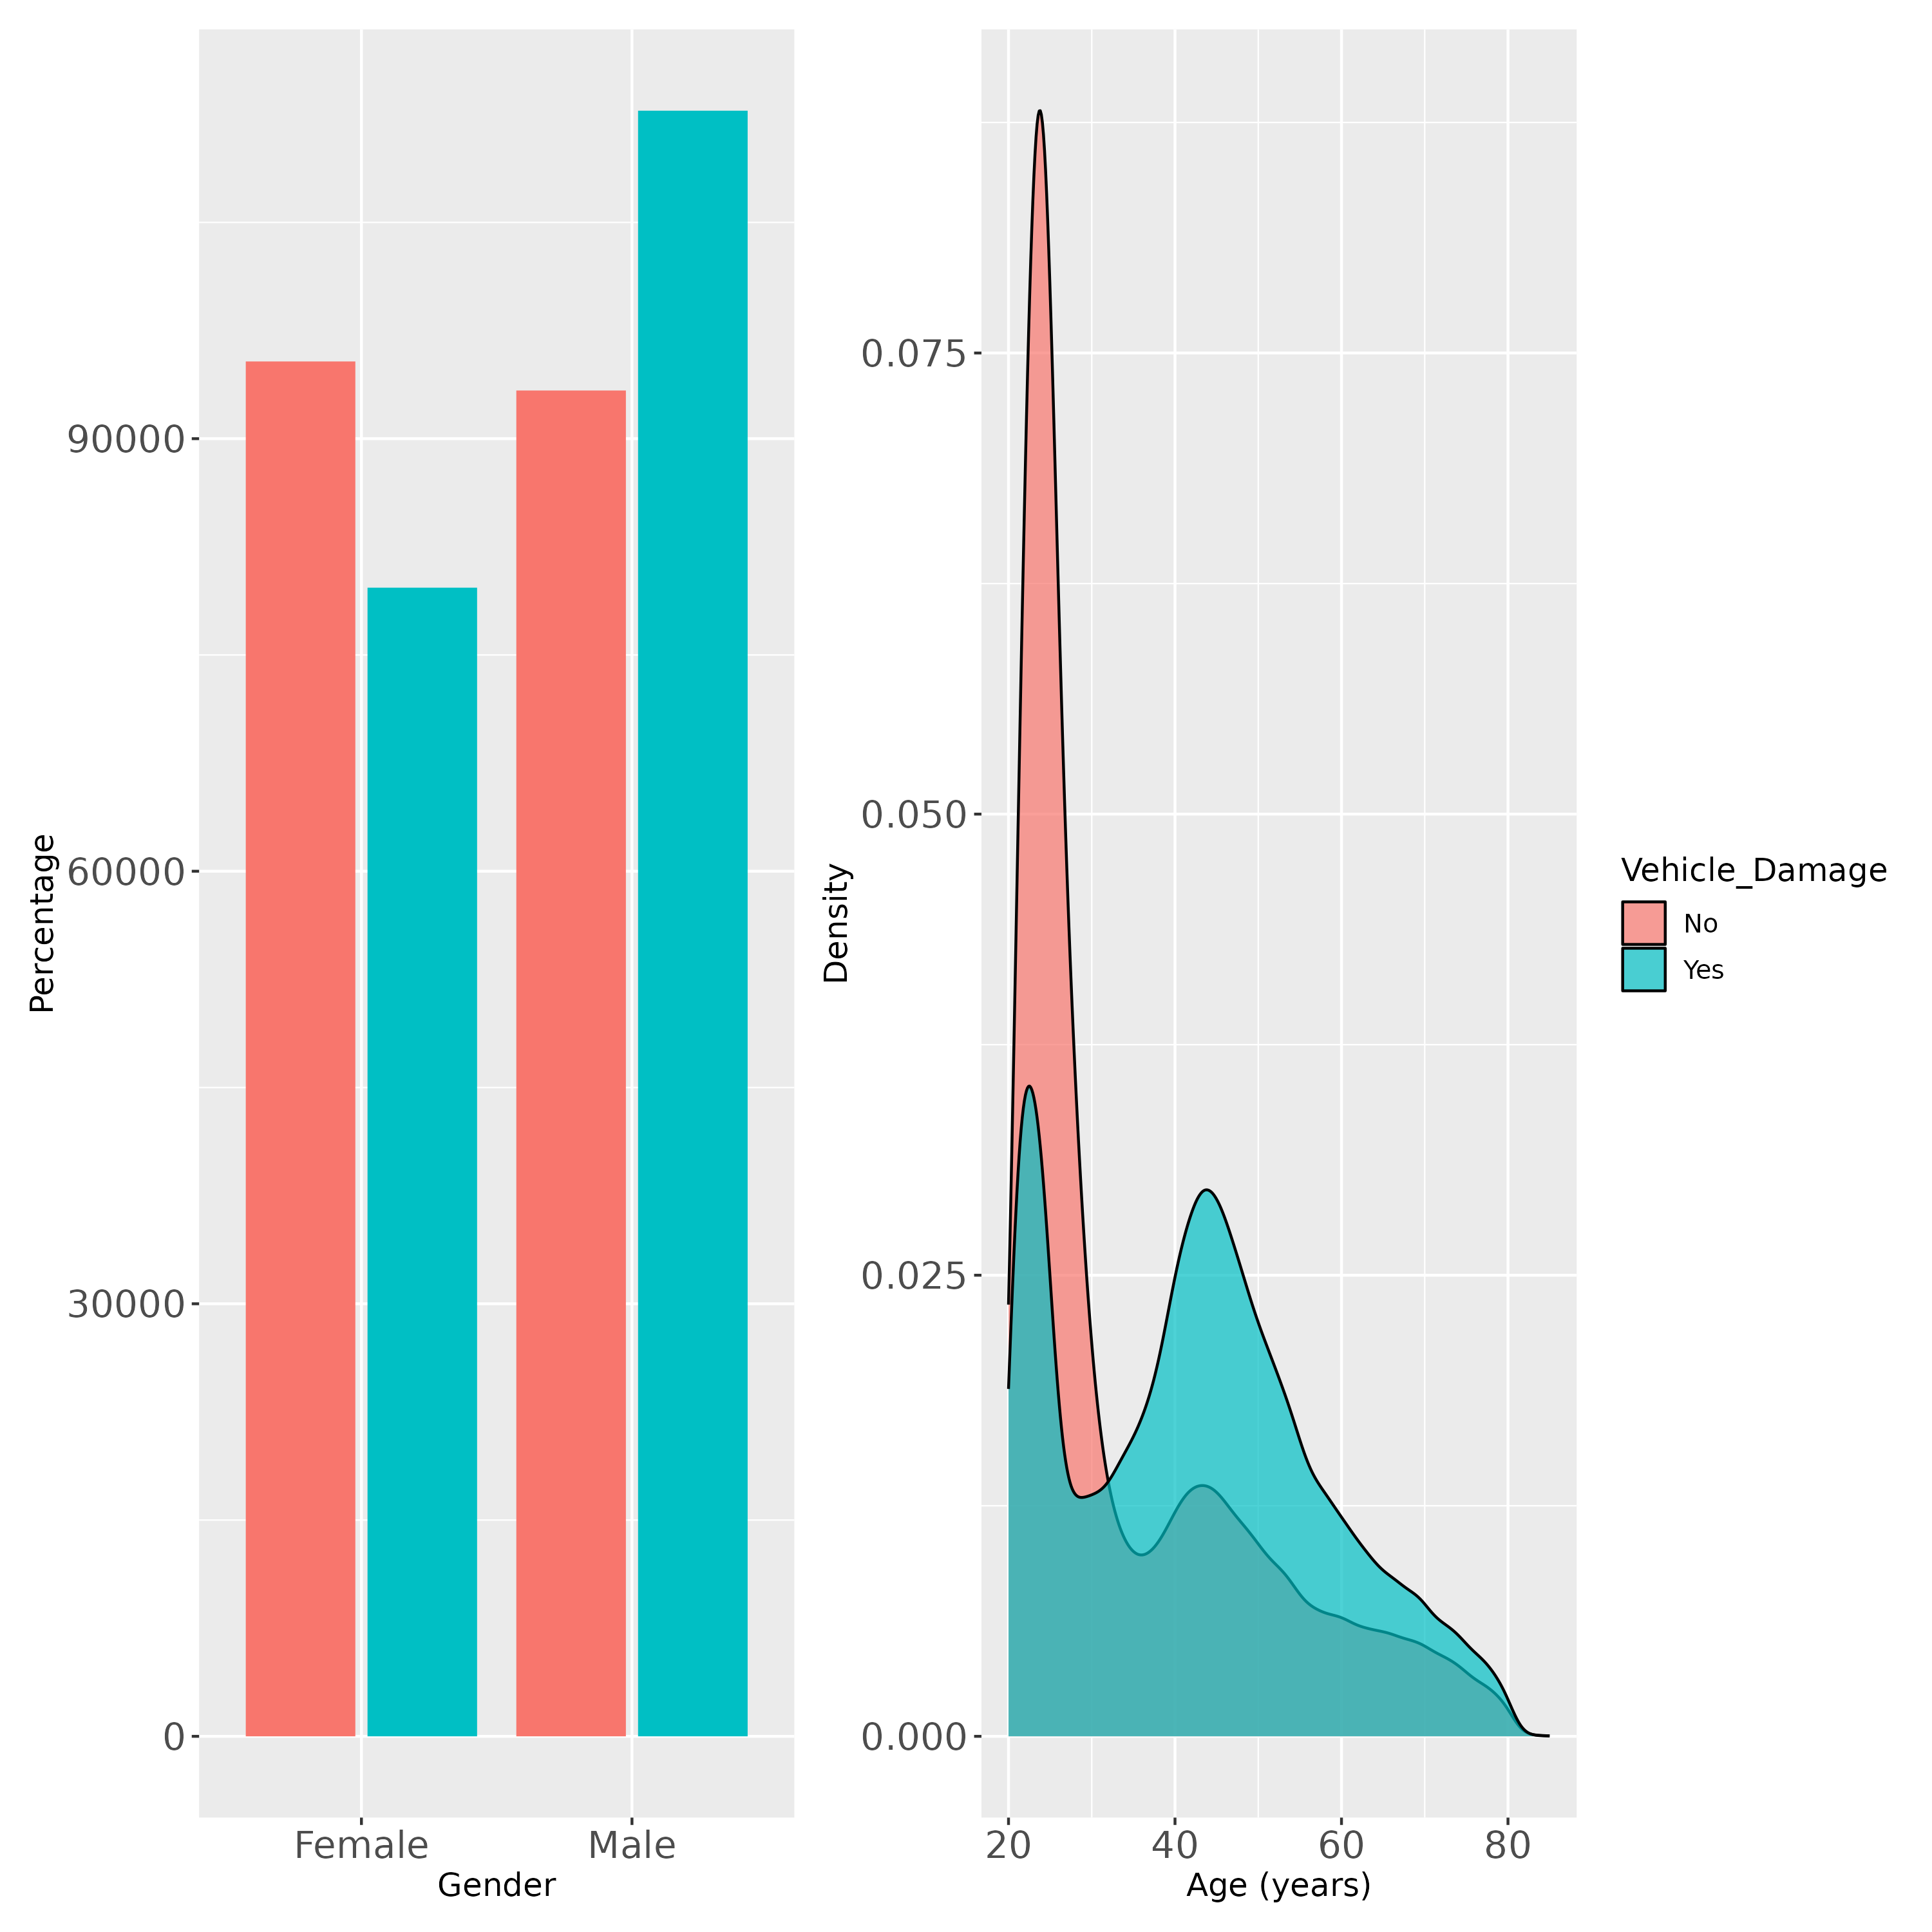 Percentage
90000
60000
30000
0
Female
Male
Gender
Density
0.075
0.050
0.025
0.000
20
40
60
80
Age (years)
Vehicle_Damage
No
Yes